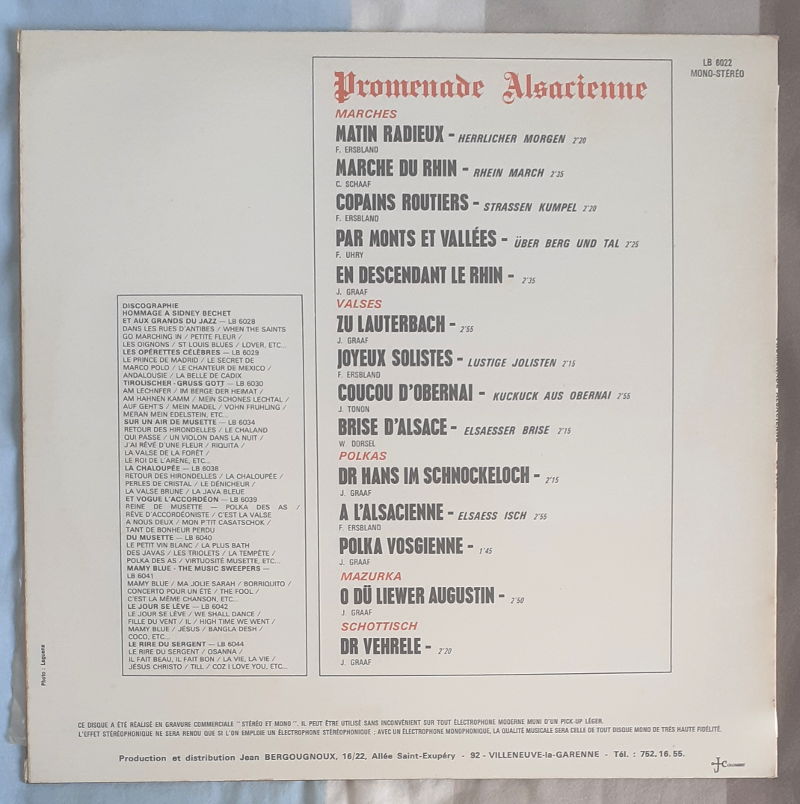 LB 6022
MONO-STÉRÉO
Promenade Alsacienne
MARCHES
MATIN RADIEUX - HERRLICHER MORGEN 2'20
F. ERSBLAND
MARCHE DU RHIN - RHEIN MARCH 2'35
C. SCHAAF
COPAINS ROUTIERS - STRASSEN KUMPEL 2'20
F. ERSBLAND
PAR MONTS ET VALLÉES - ÜBER BERG UND TAL 2'25
F. UHRY
EN DESCENDANT LE RHIN - 2'35
J. GRAAF
VALSES
ZU LAUTERBACH - 2'55
J. GRAAF
JOYEUX SOLISTES - LUSTIGE JOLISTEN 2'15
F. ERSBLAND
COUCOU D'OBERNAI - KUCKUCK AUS OBERNAI 2'55
J. TONON
BRISE D'ALSACE - ELSAESSER BRISE 2'15
W. DORSEL
POLKAS
DR HANS IM SCHNOCKELOCH - 2'15
J. GRAAF
A L'ALSACIENNE - ELSAESS ISCH 2'55
F. ERSBLAND
POLKA VOSGIENNE - 1'45
J. GRAAF
MAZURKA
O DÜ LIEWER AUGUSTIN - 2'50
J. GRAAF
SCHOTTISCH
DR VEHRELE - 2'20
J. GRAAF
DISCOGRAPHIE
HOMMAGE A SIDNEY BECHET
ET AUX GRANDS DU JAZZ — LB 6028
DANS LES RUES D'ANTIBES / WHEN THE SAINTS
GO MARCHING IN / PETITE FLEUR /
LES OIGNONS / ST LOUIS BLUES / LOVER, ETC...
LES OPÉRETTES CÉLÈBRES — LB 6029
LE PRINCE DE MADRID / LE SECRET DE
MARCO POLO / LE CHANTEUR DE MEXICO /
ANDALOUSIE / LA BELLE DE CADIX
TIROLISCHER - GRUSS GOTT — LB 6030
AM LECHNFER / IM BERGE DER HEIMAT /
AM HAHNEN KAMM / MEIN SCHONES LECHTAL /
AUF GEHT'S / MEIN MADEL / VOHN FRUHLING /
MERAN MEIN EDELSTEIN, ETC...
SUR UN AIR DE MUSETTE — LB 6034
RETOUR DES HIRONDELLES / LE CHALAND
QUI PASSE / UN VIOLON DANS LA NUIT /
J'AI RÊVÉ D'UNE FLEUR / RIQUITA /
LA VALSE DE LA FORÊT /
LE ROI DE L'ARÈNE, ETC...
LA CHALOUPÉE — LB 6038
RETOUR DES HIRONDELLES / LA CHALOUPÉE /
PERLES DE CRISTAL / LE DÉNICHEUR /
LA VALSE BRUNE / LA JAVA BLEUE
ET VOGUE L'ACCORDÉON — LB 6039
REINE DE MUSETTE — POLKA DES AS /
RÊVE D'ACCORDÉONISTE / C'EST LA VALSE
A NOUS DEUX / MON P'TIT CASATSCHOK /
TANT DE BONHEUR PERDU
DU MUSETTE — LB 6040
LE PETIT VIN BLANC / LA PLUS BATH
DES JAVAS / LES TRIOLETS / LA TEMPÊTE /
POLKA DES AS / VIRTUOSITÉ MUSETTE, ETC...
MAMY BLUE - THE MUSIC SWEEPERS —
LB 6041
MAMY BLUE / MA JOLIE SARAH / BORRIQUITO /
CONCERTO POUR UN ÉTÉ / THE FOOL /
C'EST LA MÊME CHANSON, ETC...
LE JOUR SE LÈVE — LB 6042
LE JOUR SE LÈVE / WE SHALL DANCE /
FILLE DU VENT / IL / HIGH TIME WE WENT /
MAMY BLUE / JÉSUS / BANGLA DESH /
COCO, ETC...
LE RIRE DU SERGENT — LB 6044
LE RIRE DU SERGENT / OSANNA /
IL FAIT BEAU, IL FAIT BON / LA VIE, LA VIE /
JÉSUS CHRISTO / TILL / COZ I LOVE YOU, ETC...
Photo : Laguens
CE DISQUE A ÉTÉ RÉALISÉ EN GRAVURE COMMERCIALE "STÉRÉO ET MONO". IL PEUT ÊTRE UTILISÉ SANS INCONVÉNIENT SUR TOUT ÉLECTROPHONE MODERNE MUNI D'UN PICK-UP LÉGER.
L'EFFET STÉRÉOPHONIQUE NE SERA RENDU QUE SI L'ON EMPLOIE UN ÉLECTROPHONE STÉRÉOPHONIQUE ; AVEC UN ÉLECTROPHONE MONOPHONIQUE, LA QUALITÉ MUSICALE SERA CELLE DE TOUT DISQUE MONO DE TRÈS HAUTE FIDÉLITÉ.
Production et distribution Jean BERGOUGNOUX, 16/22, Allée Saint-Exupéry - 92 - VILLENEUVE-la-GARENNE - Tél. : 752.16.55.